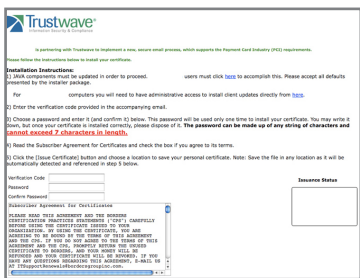 Trustwave®
Information Security & Compliance
is partnering with Trustwave to implement a new, secure email process, which supports the Payment Card Industry (PCI) requirements.
Please follow the instructions below to install your certificate.
Installation Instructions:
1) JAVA components must be updated in order to proceed. users must click here to accomplish this. Please accept all defaults
presented by the installer package.
For computers you will need to have administrative access to install client updates directly from here.
2) Enter the verification code provided in the accompanying email.
3) Choose a password and enter it (and confirm it) below. This password will be used only one time to install your certificate. You may write it
down, but once your certificate is installed correctly, please dispose of it. The password can be made up of any string of characters and
cannot exceed 7 characters in length.
4) Read the Subscriber Agreement for Certificates and check the box if you agree to its terms.
5) Click the [Issue Certificate] button and choose a location to save your personal certificate. Note: Save the file in any location as it will be
automatically detected and referenced in step 5 below.
Verification Code
Password
Confirm Password
Issuance Status
Subscriber Agreement for Certificates
PLEASE READ THIS AGREEMENT AND THE BORDERS
CERTIFICATION PRACTICES STATEMENTS ("CPS") CAREFULLY
BEFORE USING THE CERTIFICATE ISSUED TO YOUR
ORGANIZATION. BY USING THE CERTIFICATE, YOU ARE
AGREEING TO BE BOUND BY THE TERMS OF THIS AGREEMENT
AND THE CPS. IF YOU DO NOT AGREE TO THE TERMS OF THIS
AGREEMENT AND THE CPS, PROMPTLY RETURN THE UNUSED
CERTIFICATE TO BORDERS, AND YOUR MONEY WILL BE
REFUNDED AND YOUR CERTIFICATE WILL BE REVOKED. IF YOU
HAVE ANY QUESTIONS REGARDING THIS AGREEMENT, E-MAIL US
AT ITSupportRenewals@bordersgroupinc.com.